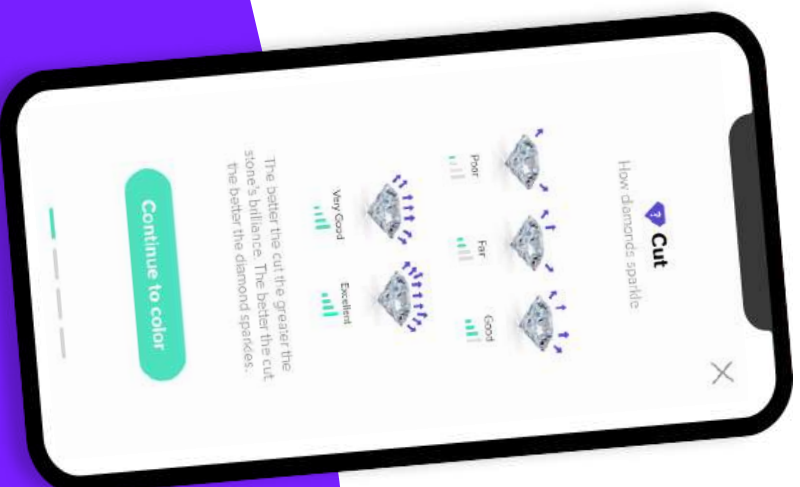 Cut
How diamonds sparkle
Poor
Fair
Good
Very Good
Excellent
The better the cut the greater the
stone's brilliance. The better the cut
the better the diamond sparkles.
Continue to color